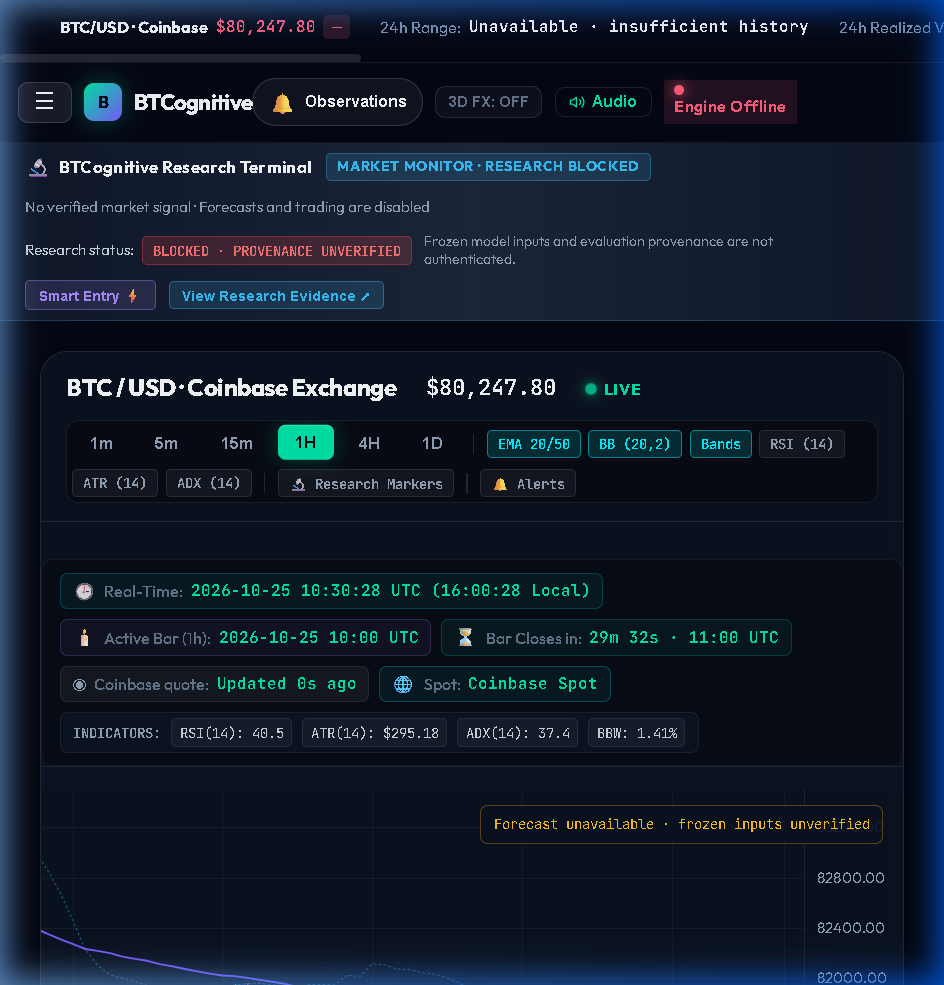 BTC/USD · Coinbase $80,247.80 — 24h Range: Unavailable · insufficient history 24h Realized V
☰ B BTCognitive Observations 3D FX: OFF Audio Engine Offline
BTCognitive Research Terminal MARKET MONITOR · RESEARCH BLOCKED
No verified market signal · Forecasts and trading are disabled
Research status: BLOCKED · PROVENANCE UNVERIFIED Frozen model inputs and evaluation provenance are not
authenticated.
Smart Entry ⚡ View Research Evidence ↗
BTC / USD · Coinbase Exchange $80,247.80 LIVE
1m 5m 15m 1H 4H 1D EMA 20/50 BB (20,2) Bands RSI (14)
ATR (14) ADX (14) Research Markers Alerts
Real-Time: 2026-10-25 10:30:28 UTC (16:00:28 Local)
Active Bar (1h): 2026-10-25 10:00 UTC Bar Closes in: 29m 32s · 11:00 UTC
Coinbase quote: Updated 0s ago Spot: Coinbase Spot
INDICATORS: RSI(14): 40.5 ATR(14): $295.18 ADX(14): 37.4 BBW: 1.41%
Forecast unavailable · frozen inputs unverified
82800.00
82400.00
82000.00